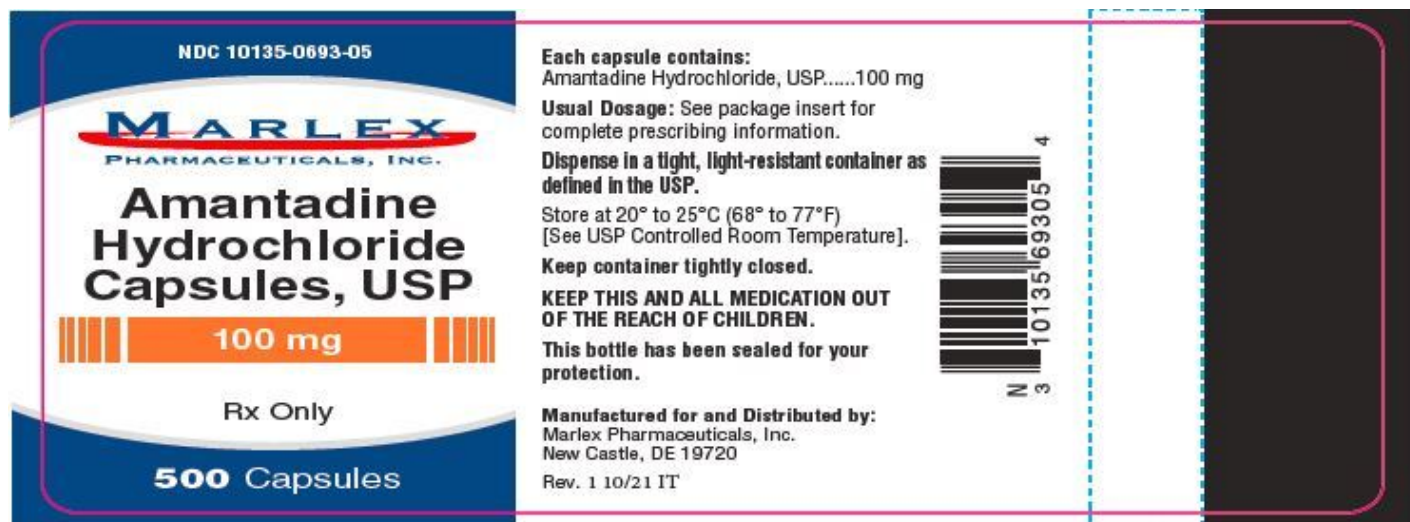 NDC 10135-0693-05
MARLEX
PHARMACEUTICALS, INC.
Amantadine
Hydrochloride
Capsules, USP
100 mg
Rx Only
500 Capsules
Each capsule contains:
Amantadine Hydrochloride, USP......100 mg
Usual Dosage: See package insert for
complete prescribing information.
Dispense in a tight, light-resistant container as
defined in the USP.
Store at 20° to 25°C (68° to 77°F)
[See USP Controlled Room Temperature].
Keep container tightly closed.
KEEP THIS AND ALL MEDICATION OUT
OF THE REACH OF CHILDREN.
This bottle has been sealed for your
protection.
Manufactured for and Distributed by:
Marlex Pharmaceuticals, Inc.
New Castle, DE 19720
Rev. 1 10/21 IT
N
3 10135 69305 4